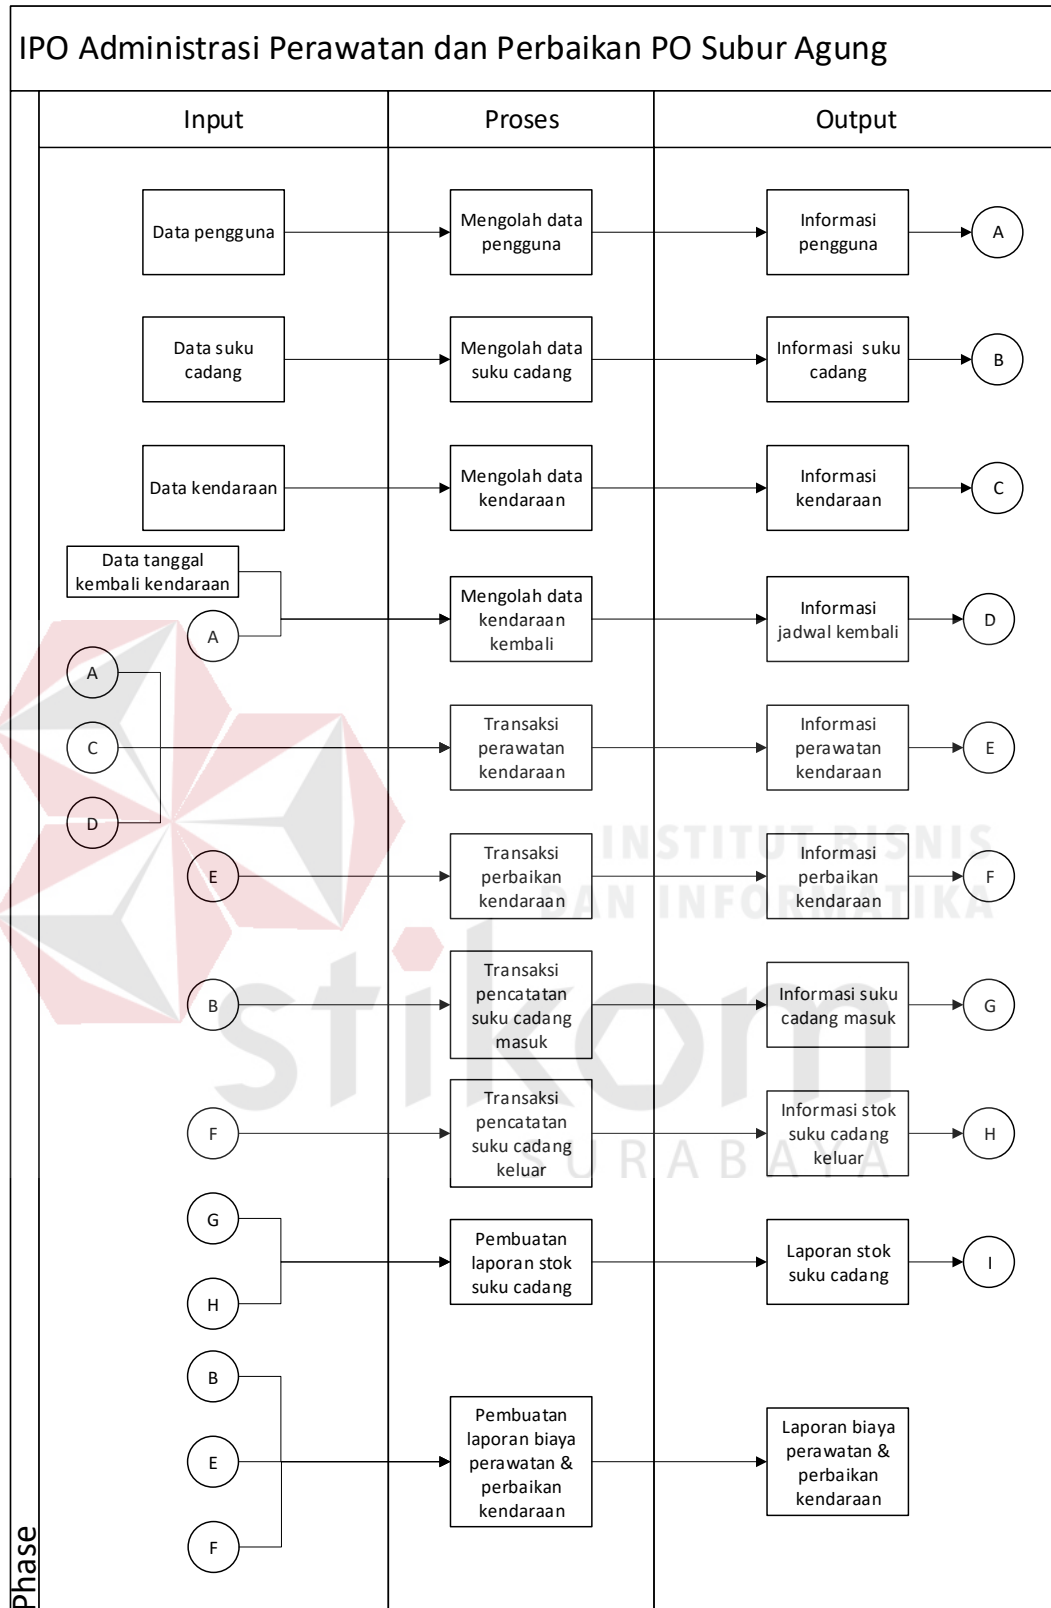 IPO Administrasi Perawatan dan Perbaikan PO Subur Agung
Input
Proses
Output
Data pengguna
Mengolah data
pengguna
Informasi
pengguna
A
Data suku
cadang
Mengolah data
suku cadang
Informasi suku
cadang
B
Data kendaraan
Mengolah data
kendaraan
Informasi
kendaraan
C
Data tanggal
kembali kendaraan
A
Mengolah data
kendaraan
kembali
Informasi
jadwal kembali
D
A
C
D
Transaksi
perawatan
kendaraan
Informasi
perawatan
kendaraan
E
E
Transaksi
perbaikan
kendaraan
Informasi
perbaikan
kendaraan
F
B
Transaksi
pencatatan
suku cadang
masuk
Informasi suku
cadang masuk
G
F
Transaksi
pencatatan
suku cadang
keluar
Informasi stok
suku cadang
keluar
H
G
H
Pembuatan
laporan stok
suku cadang
Laporan stok
suku cadang
I
B
E
F
Pembuatan
laporan biaya
perawatan &
perbaikan
kendaraan
Laporan biaya
perawatan &
perbaikan
kendaraan
Phase
INSTITUT BISNIS
DAN INFORMATIKA
stikom
SURABAYA